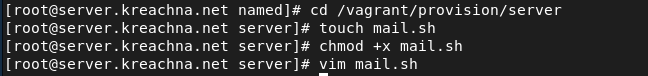 [root@server.kreachna.net named]# cd /vagrant/provision/server
[root@server.kreachna.net server]# touch mail.sh
[root@server.kreachna.net server]# chmod +x mail.sh
[root@server.kreachna.net server]# vim mail.sh